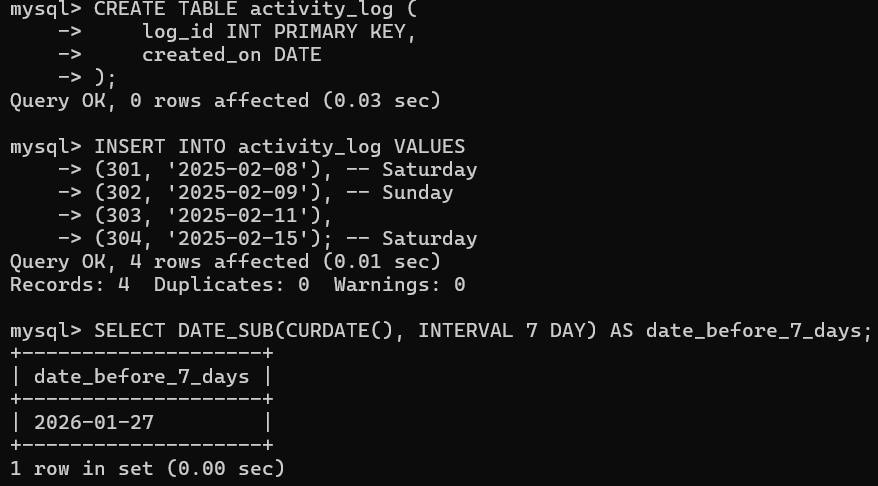 mysql> CREATE TABLE activity_log (
    ->     log_id INT PRIMARY KEY,
    ->     created_on DATE
    -> );
Query OK, 0 rows affected (0.03 sec)

mysql> INSERT INTO activity_log VALUES
    -> (301, '2025-02-08'), -- Saturday
    -> (302, '2025-02-09'), -- Sunday
    -> (303, '2025-02-11'),
    -> (304, '2025-02-15'); -- Saturday
Query OK, 4 rows affected (0.01 sec)
Records: 4  Duplicates: 0  Warnings: 0

mysql> SELECT DATE_SUB(CURDATE(), INTERVAL 7 DAY) AS date_before_7_days;
+--------------------+
| date_before_7_days |
+--------------------+
| 2026-01-27         |
+--------------------+
1 row in set (0.00 sec)